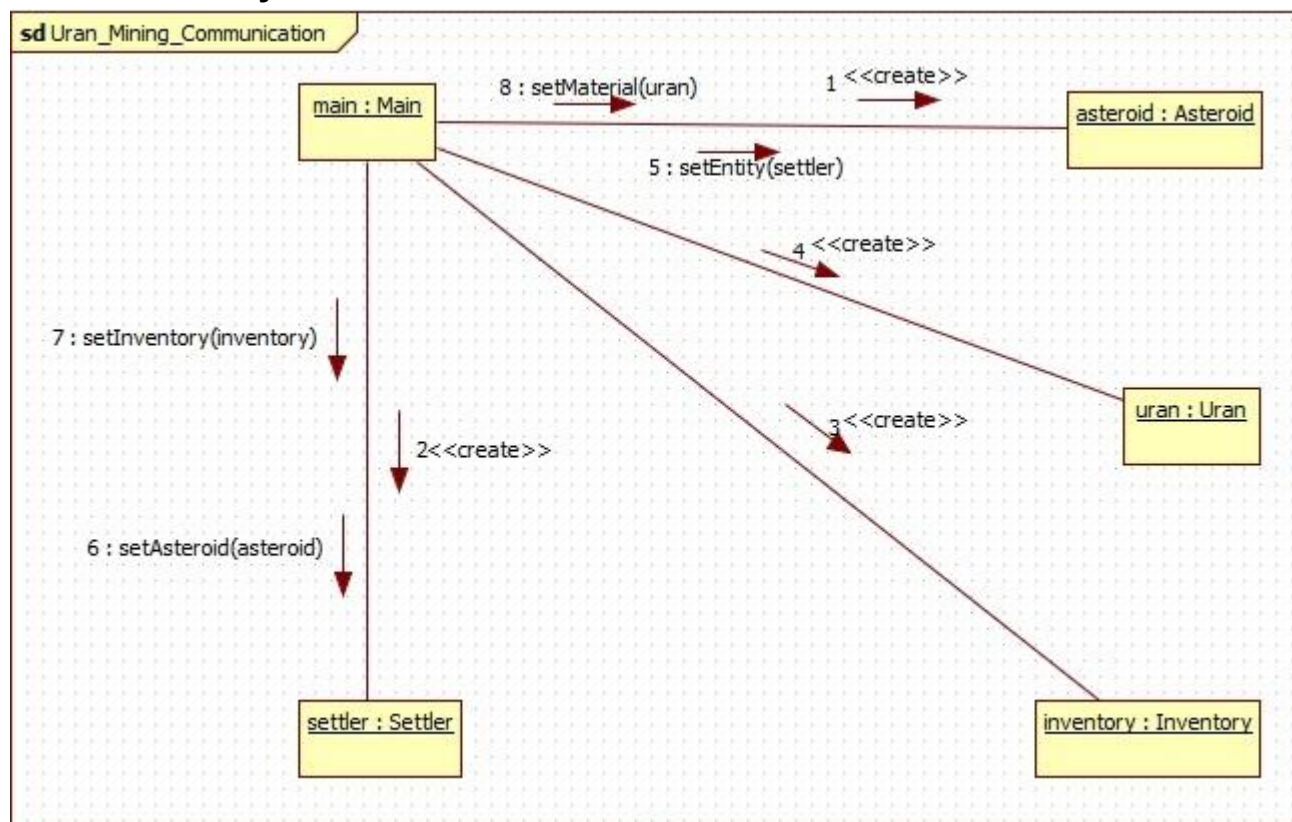 sd Uran_Mining_Communication
main : Main
8 : setMaterial(uran)
1 <<create>>
asteroid : Asteroid
5 : setEntity(settler)
4 <<create>>
7 : setInventory(inventory)
uran : Uran
3 <<create>>
2<<create>>
6 : setAsteroid(asteroid)
settler : Settler
inventory : Inventory